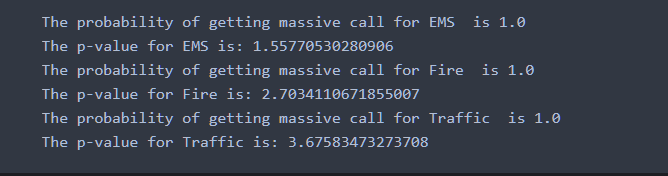 The probability of getting massive call for EMS  is 1.0
The p-value for EMS is: 1.55770530280906
The probability of getting massive call for Fire  is 1.0
The p-value for Fire is: 2.7034110671855007
The probability of getting massive call for Traffic  is 1.0
The p-value for Traffic is: 3.67583473273708